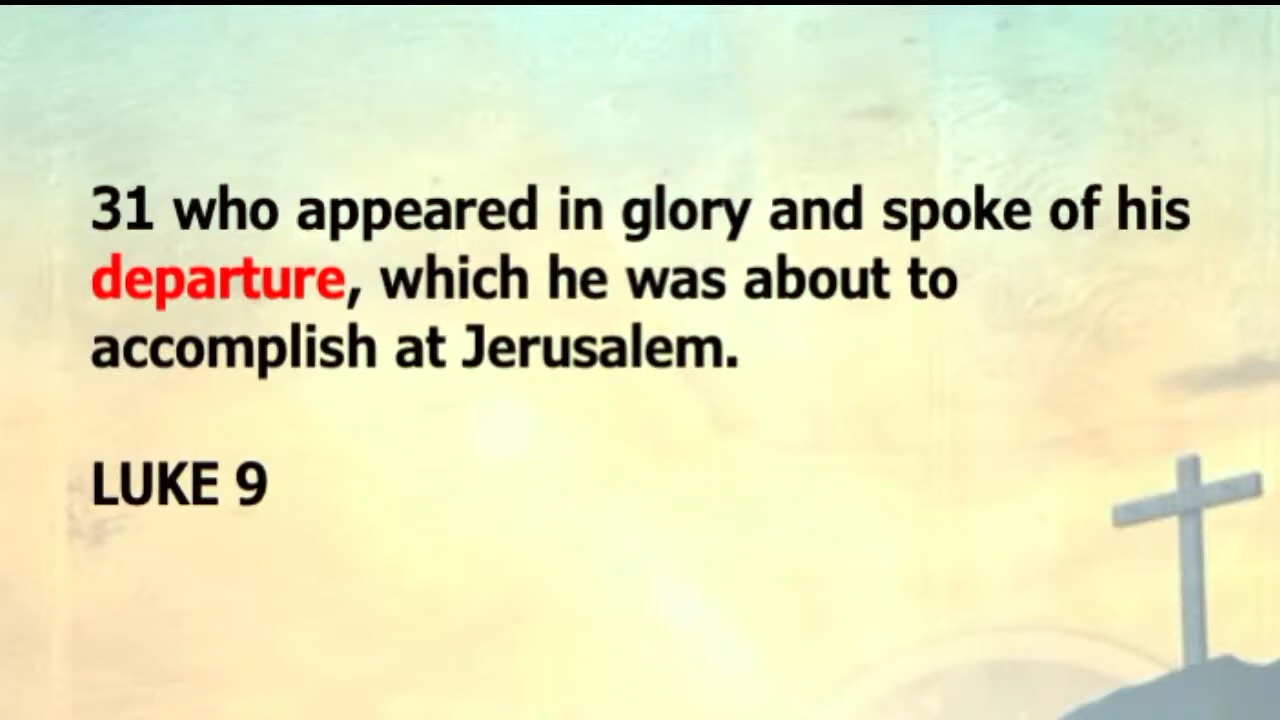 31 who appeared in glory and spoke of his
departure, which he was about to
accomplish at Jerusalem.
LUKE 9